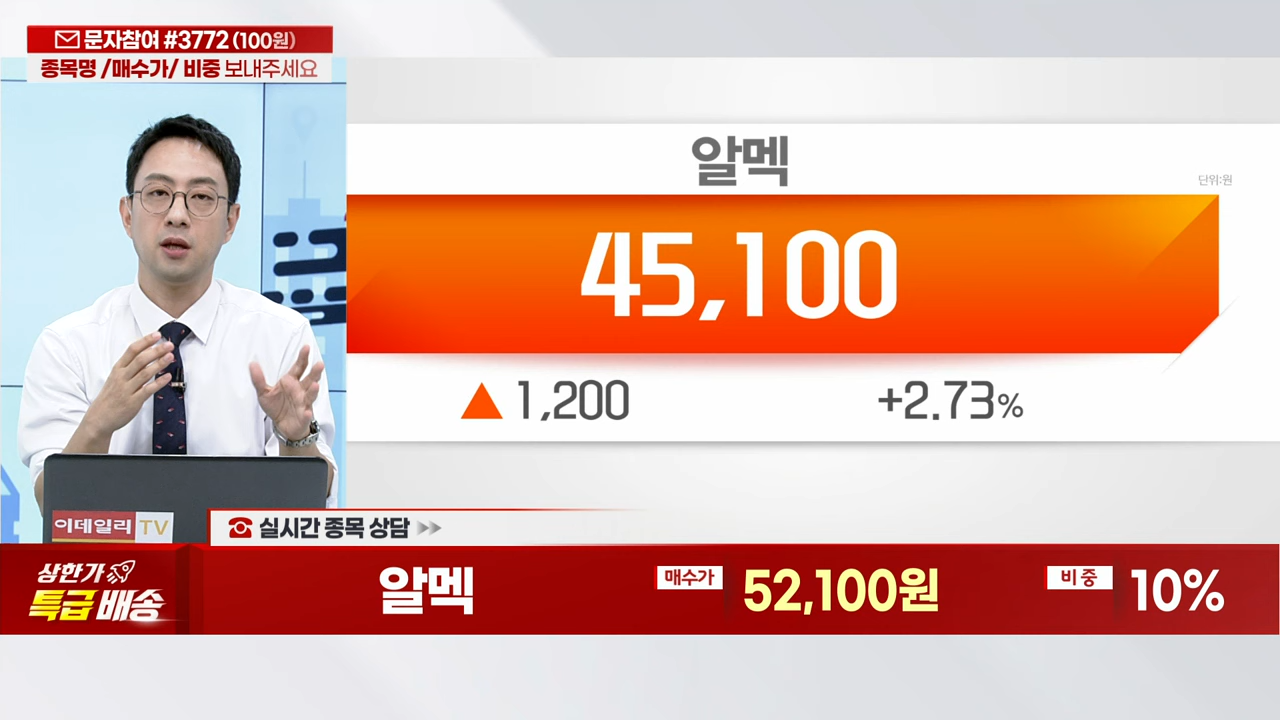 문자참여 #3772 (100원)
종목명 /매수가/ 비중 보내주세요
알멕
단위:원
45,100
▲ 1,200 +2.73%
이데일리 TV
실시간 종목 상담
상한가
특급 배송
알멕 매수가 52,100원 비중 10%